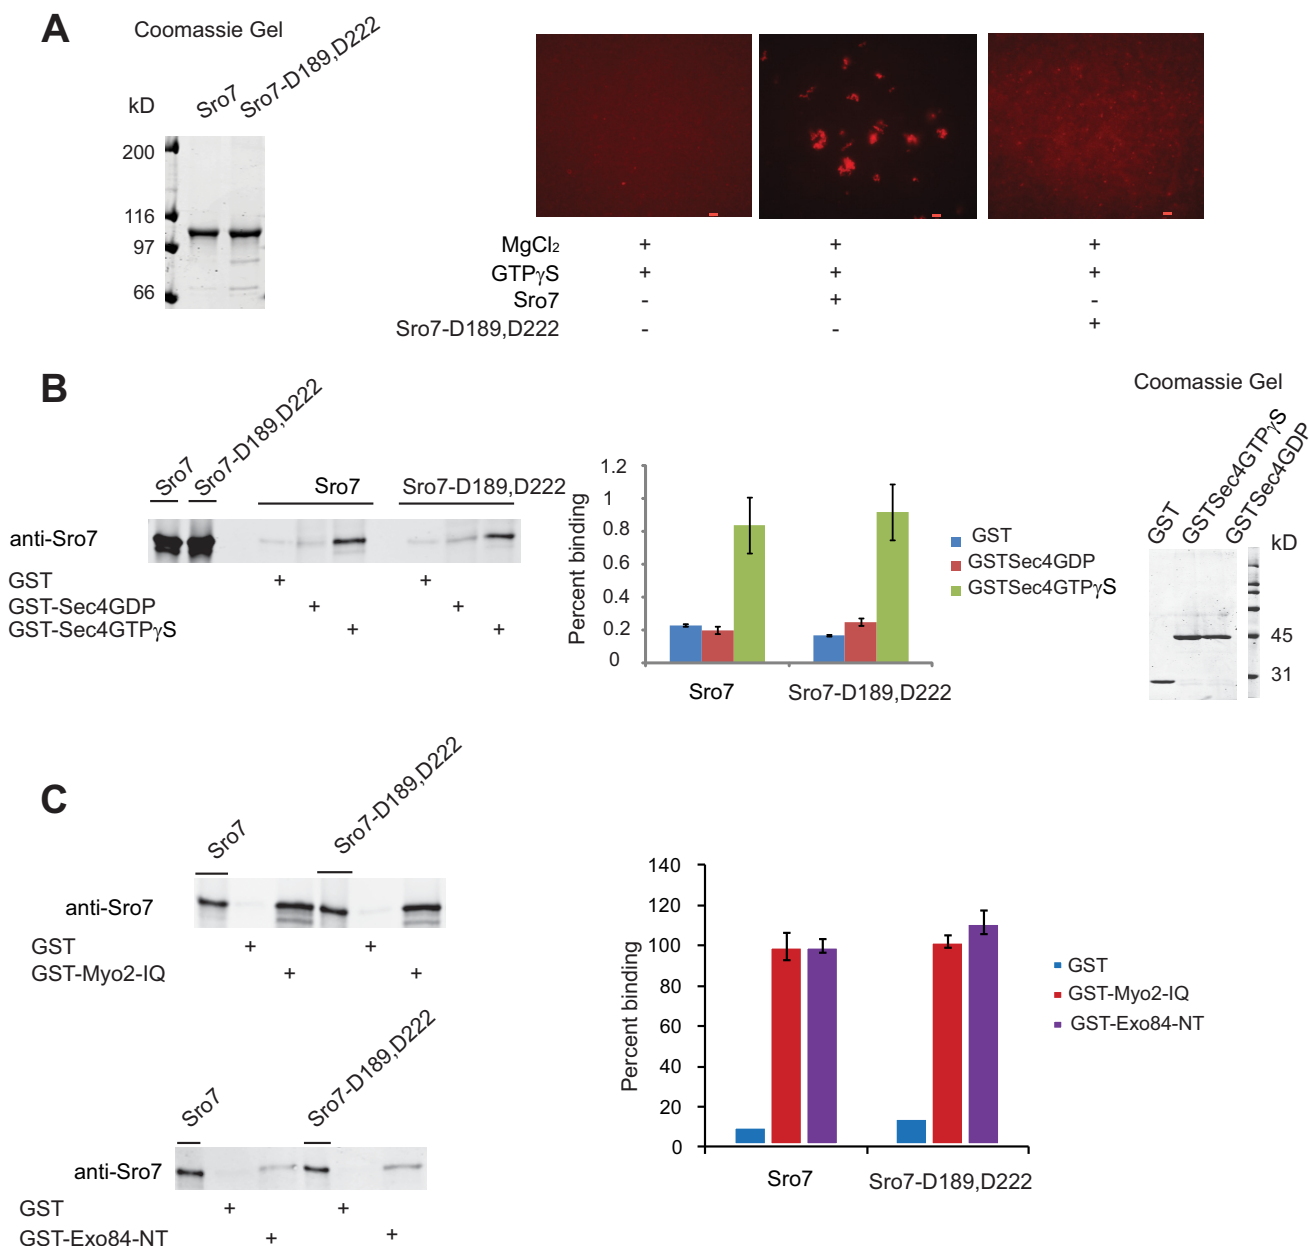 A
Coomassie Gel
kD
Sro7
Sro7-D189,D222
200
116
97
66
MgCl2 + + +
GTPγS + + +
Sro7 - + -
Sro7-D189,D222 - - +
B
Sro7
Sro7-D189,D222
Sro7
Sro7-D189,D222
anti-Sro7
GST +
+
GST-Sec4GDP + +
GST-Sec4GTPγS + +
Percent binding
1.2
1
0.8
0.6
0.4
0.2
0
Sro7
Sro7-D189,D222
GST
GSTSec4GDP
GSTSec4GTPγS
Coomassie Gel
GST
GSTSec4GTPγS
GSTSec4GDP
kD
45
31
C
Sro7
Sro7-D189,D222
anti-Sro7
GST + +
GST-Myo2-IQ + +
Sro7
Sro7-D189,D222
anti-Sro7
GST + +
GST-Exo84-NT + +
Percent binding
140
120
100
80
60
40
20
0
Sro7
Sro7-D189,D222
GST
GST-Myo2-IQ
GST-Exo84-NT